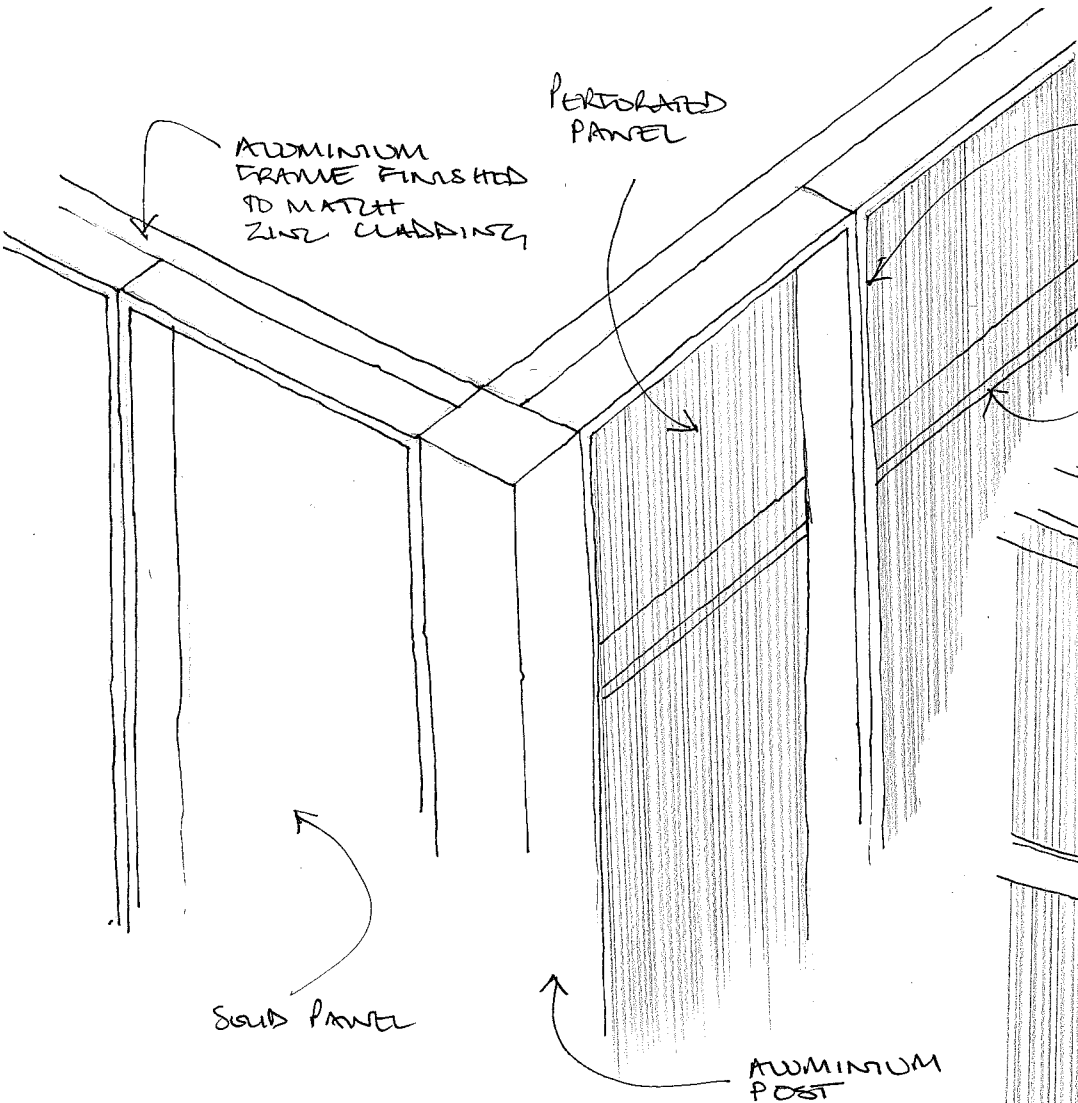 PERFORATED
PANEL
ALUMINIUM
FRAME FINISHED
TO MATCH
ZINC CLADDING
SOLID PANEL
ALUMINIUM
POST